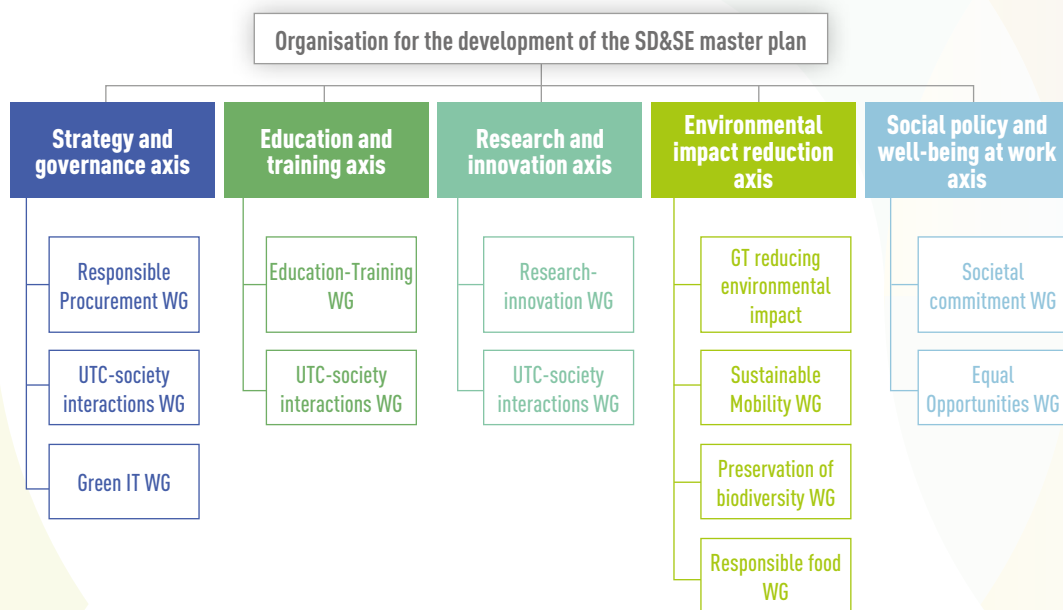 Organisation for the development of the SD&SE master plan
Strategy and
governance axis
Responsible
Procurement WG
UTC-society
interactions WG
Green IT WG
Education and
training axis
Education-Training
WG
UTC-society
interactions WG
Research and
innovation axis
Research-
innovation WG
UTC-society
interactions WG
Environmental
impact reduction
axis
GT reducing
environmental
impact
Sustainable
Mobility WG
Preservation of
biodiversity WG
Responsible food
WG
Social policy and
well-being at work
axis
Societal
commitment WG
Equal
Opportunities WG